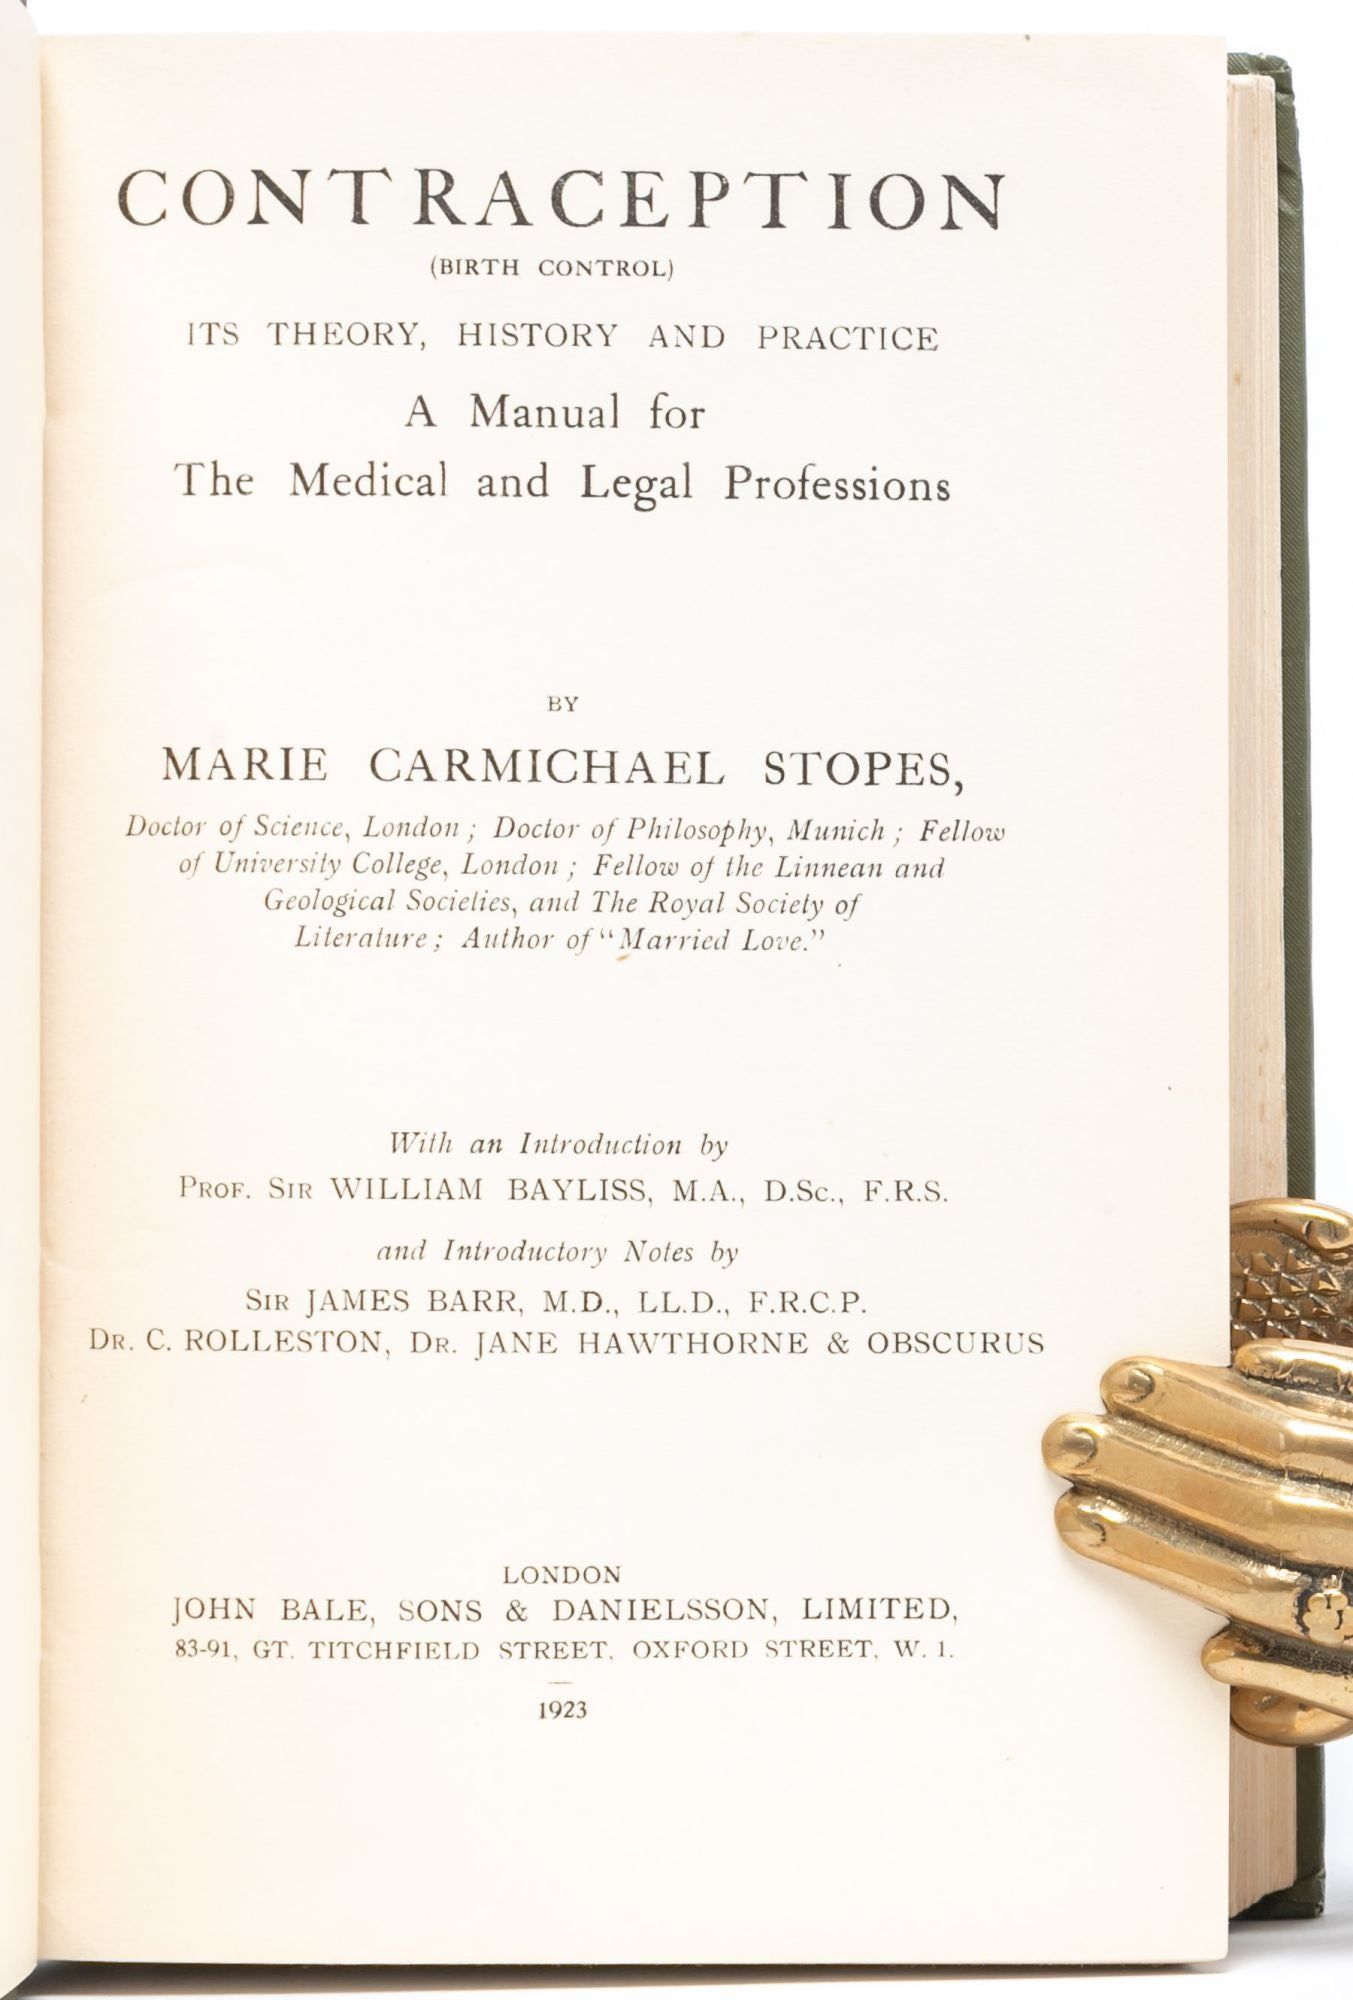 CONTRACEPTION
(BIRTH CONTROL)
ITS THEORY, HISTORY AND PRACTICE
A Manual for
The Medical and Legal Professions
BY
MARIE CARMICHAEL STOPES,
Doctor of Science, London ; Doctor of Philosophy, Munich ; Fellow
of University College, London ; Fellow of the Linnean and
Geological Societies, and The Royal Society of
Literature ; Author of "Married Love."
With an Introduction by
PROF. SIR WILLIAM BAYLISS, M.A., D.Sc., F.R.S.
and Introductory Notes by
SIR JAMES BARR, M.D., LL.D., F.R.C.P.
DR. C. ROLLESTON, DR. JANE HAWTHORNE & OBSCURUS
LONDON
JOHN BALE, SONS & DANIELSSON, LIMITED,
83-91, GT. TITCHFIELD STREET, OXFORD STREET, W. 1.
1923